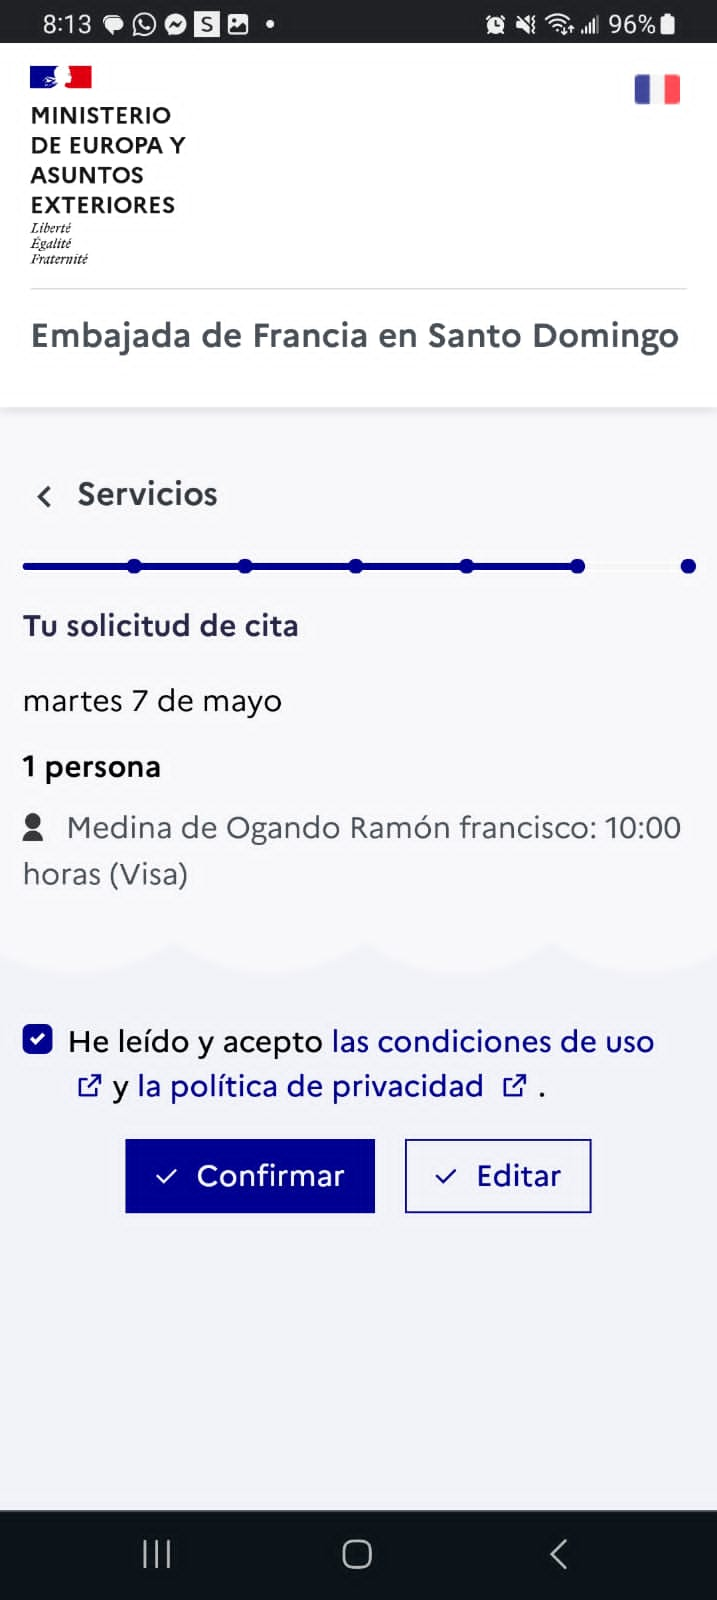 8:13
S
96%
MINISTERIO
DE EUROPA Y
ASUNTOS
EXTERIORES
Liberté
Égalité
Fraternité
Embajada de Francia en Santo Domingo
Servicios
Tu solicitud de cita
martes 7 de mayo
1 persona
Medina de Ogando Ramón francisco: 10:00
horas (Visa)
He leído y acepto las condiciones de uso
y la política de privacidad .
Confirmar
Editar